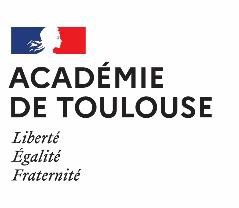 ACADÉMIE
DE TOULOUSE
Liberté
Égalité
Fraternité